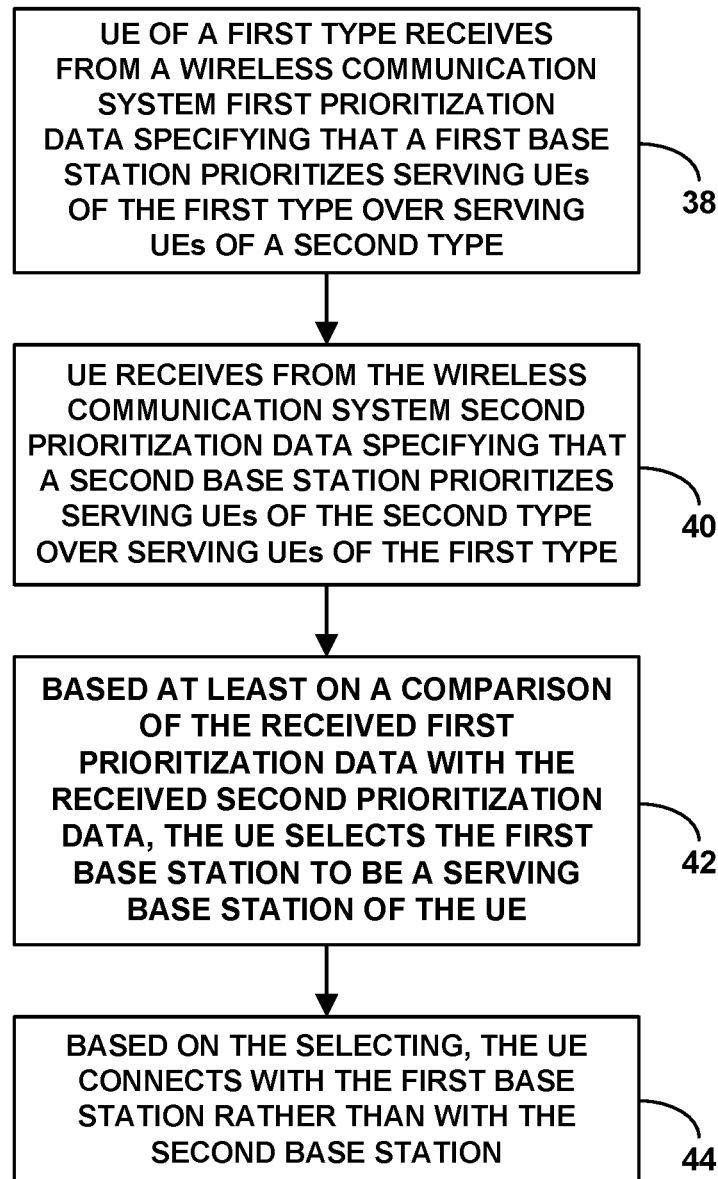 UE OF A FIRST TYPE RECEIVES
FROM A WIRELESS COMMUNICATION
SYSTEM FIRST PRIORITIZATION
DATA SPECIFYING THAT A FIRST BASE
STATION PRIORITIZES SERVING UEs
OF THE FIRST TYPE OVER SERVING
UEs OF A SECOND TYPE
38
UE RECEIVES FROM THE WIRELESS
COMMUNICATION SYSTEM SECOND
PRIORITIZATION DATA SPECIFYING THAT
A SECOND BASE STATION PRIORITIZES
SERVING UEs OF THE SECOND TYPE
OVER SERVING UEs OF THE FIRST TYPE
40
BASED AT LEAST ON A COMPARISON
OF THE RECEIVED FIRST
PRIORITIZATION DATA WITH THE
RECEIVED SECOND PRIORITIZATION
DATA, THE UE SELECTS THE FIRST
BASE STATION TO BE A SERVING
BASE STATION OF THE UE
42
BASED ON THE SELECTING, THE UE
CONNECTS WITH THE FIRST BASE
STATION RATHER THAN WITH THE
SECOND BASE STATION
44